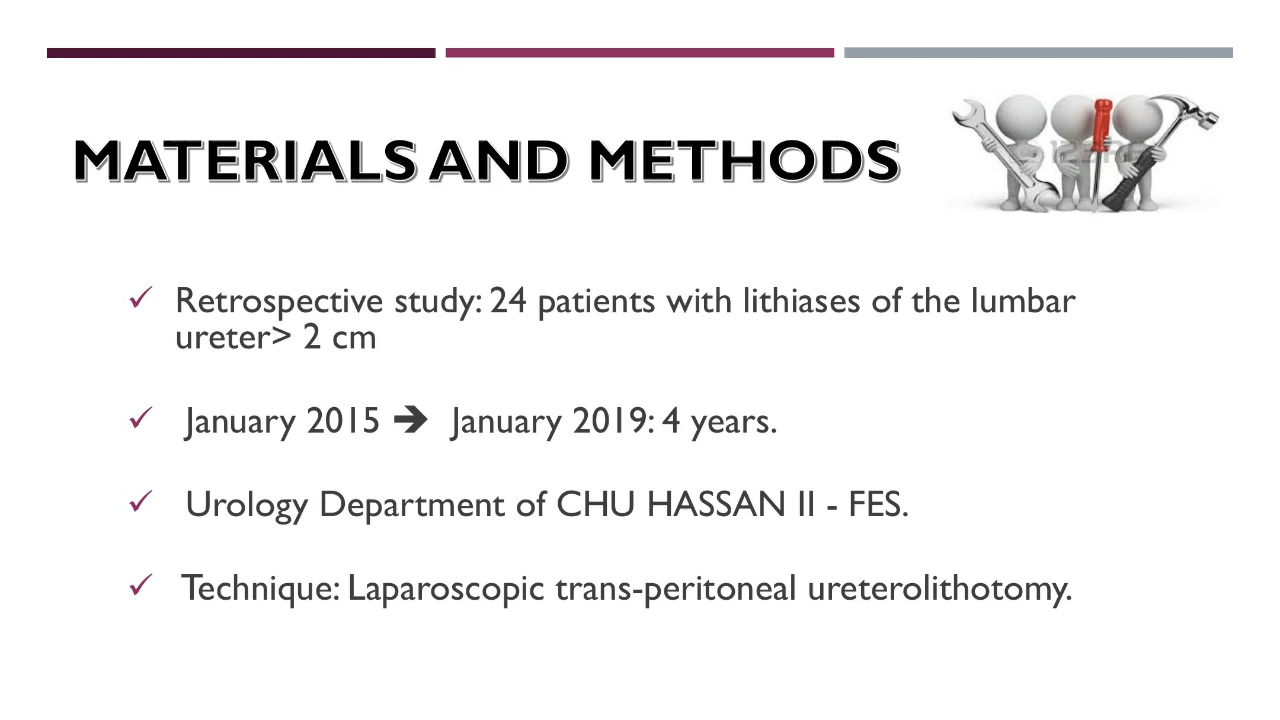 MATERIALS AND METHODS
✓ Retrospective study: 24 patients with lithiases of the lumbar
ureter> 2 cm
✓ January 2015 ➔ January 2019: 4 years.
✓ Urology Department of CHU HASSAN II - FES.
✓ Technique: Laparoscopic trans-peritoneal ureterolithotomy.